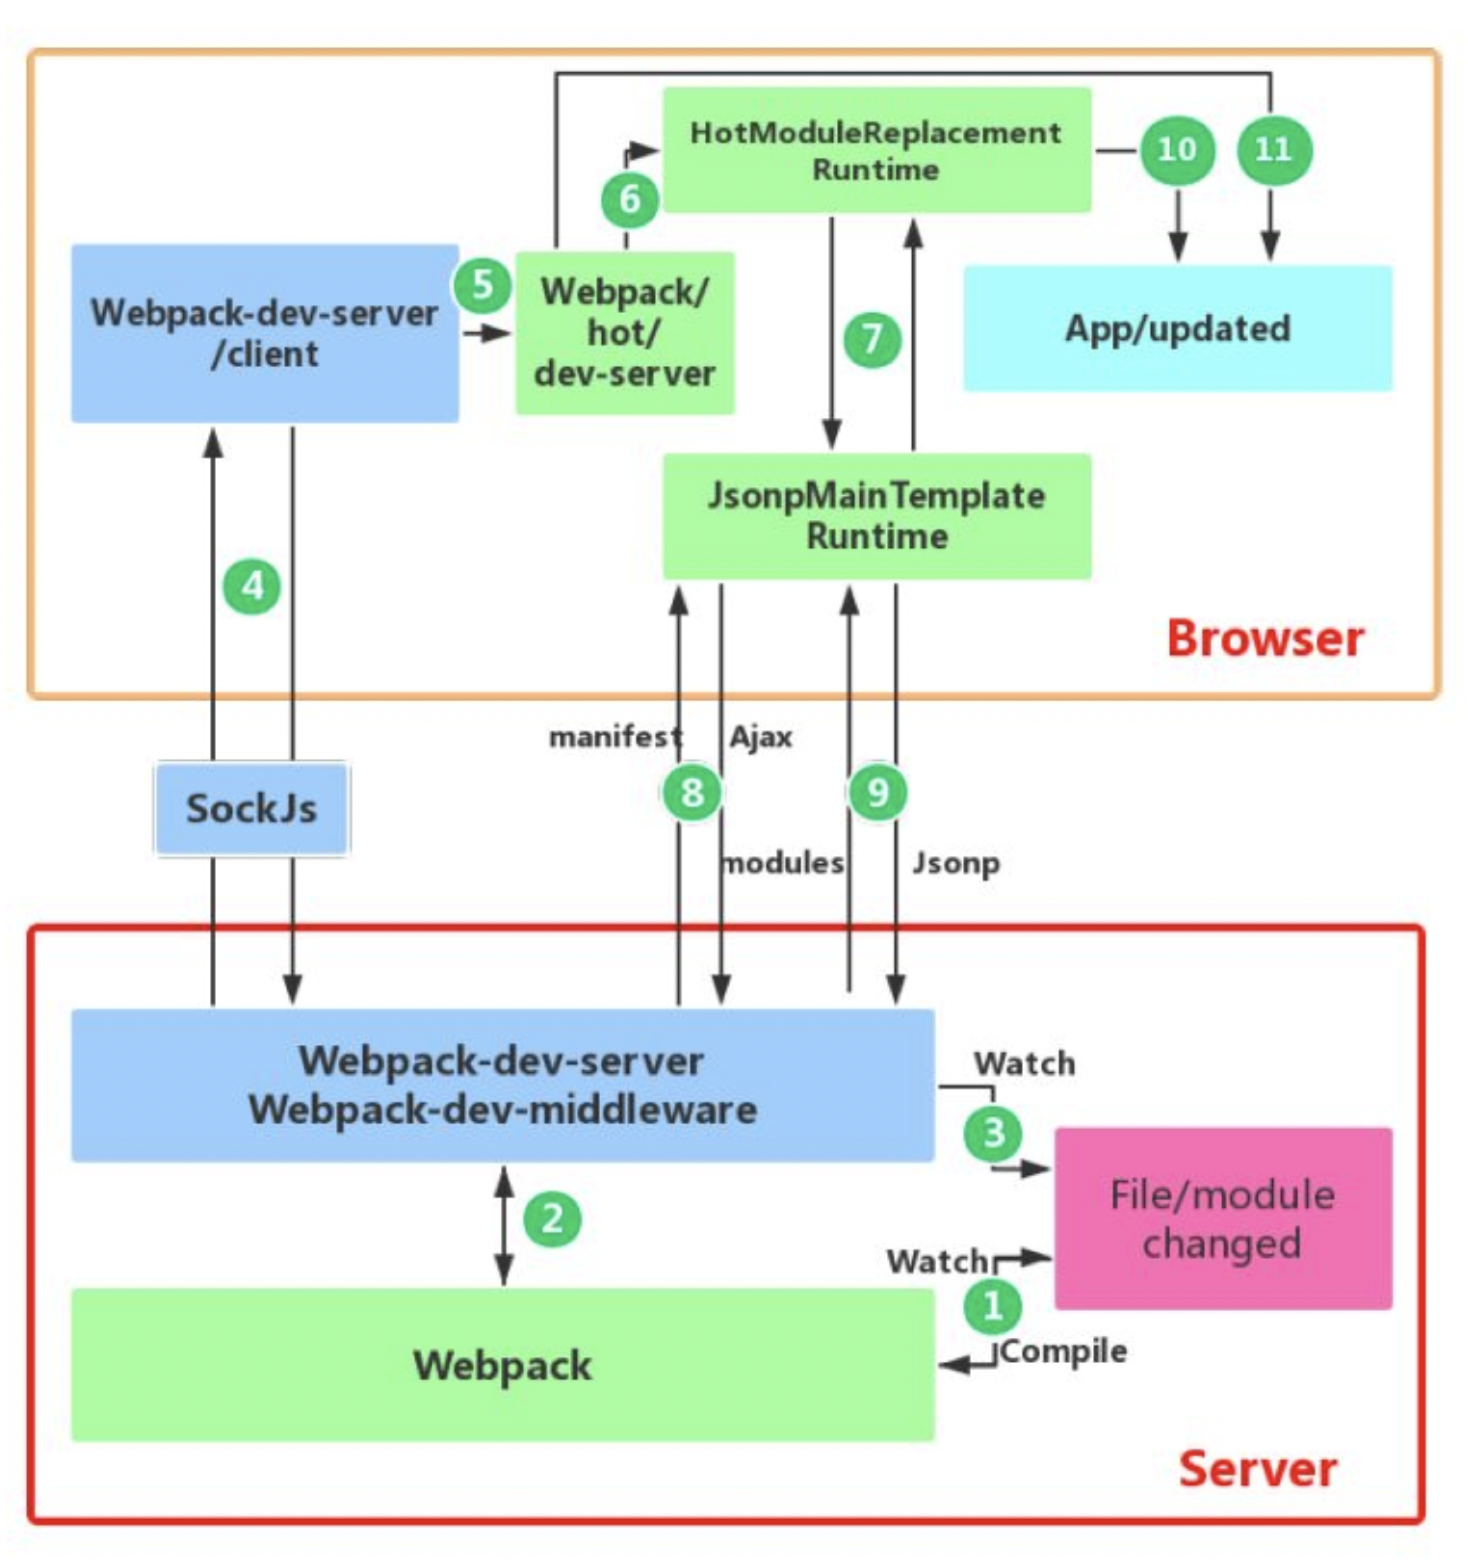 HotModuleReplacement
Runtime
10
11
6
5
Webpack-dev-server
/client
Webpack/
hot/
dev-server
7
App/updated
JsonpMainTemplate
Runtime
4
Browser
manifest
Ajax
SockJs
8
9
modules
Jsonp
Webpack-dev-server
Webpack-dev-middleware
Watch
3
File/module
changed
2
Watch
1
Compile
Webpack
Server